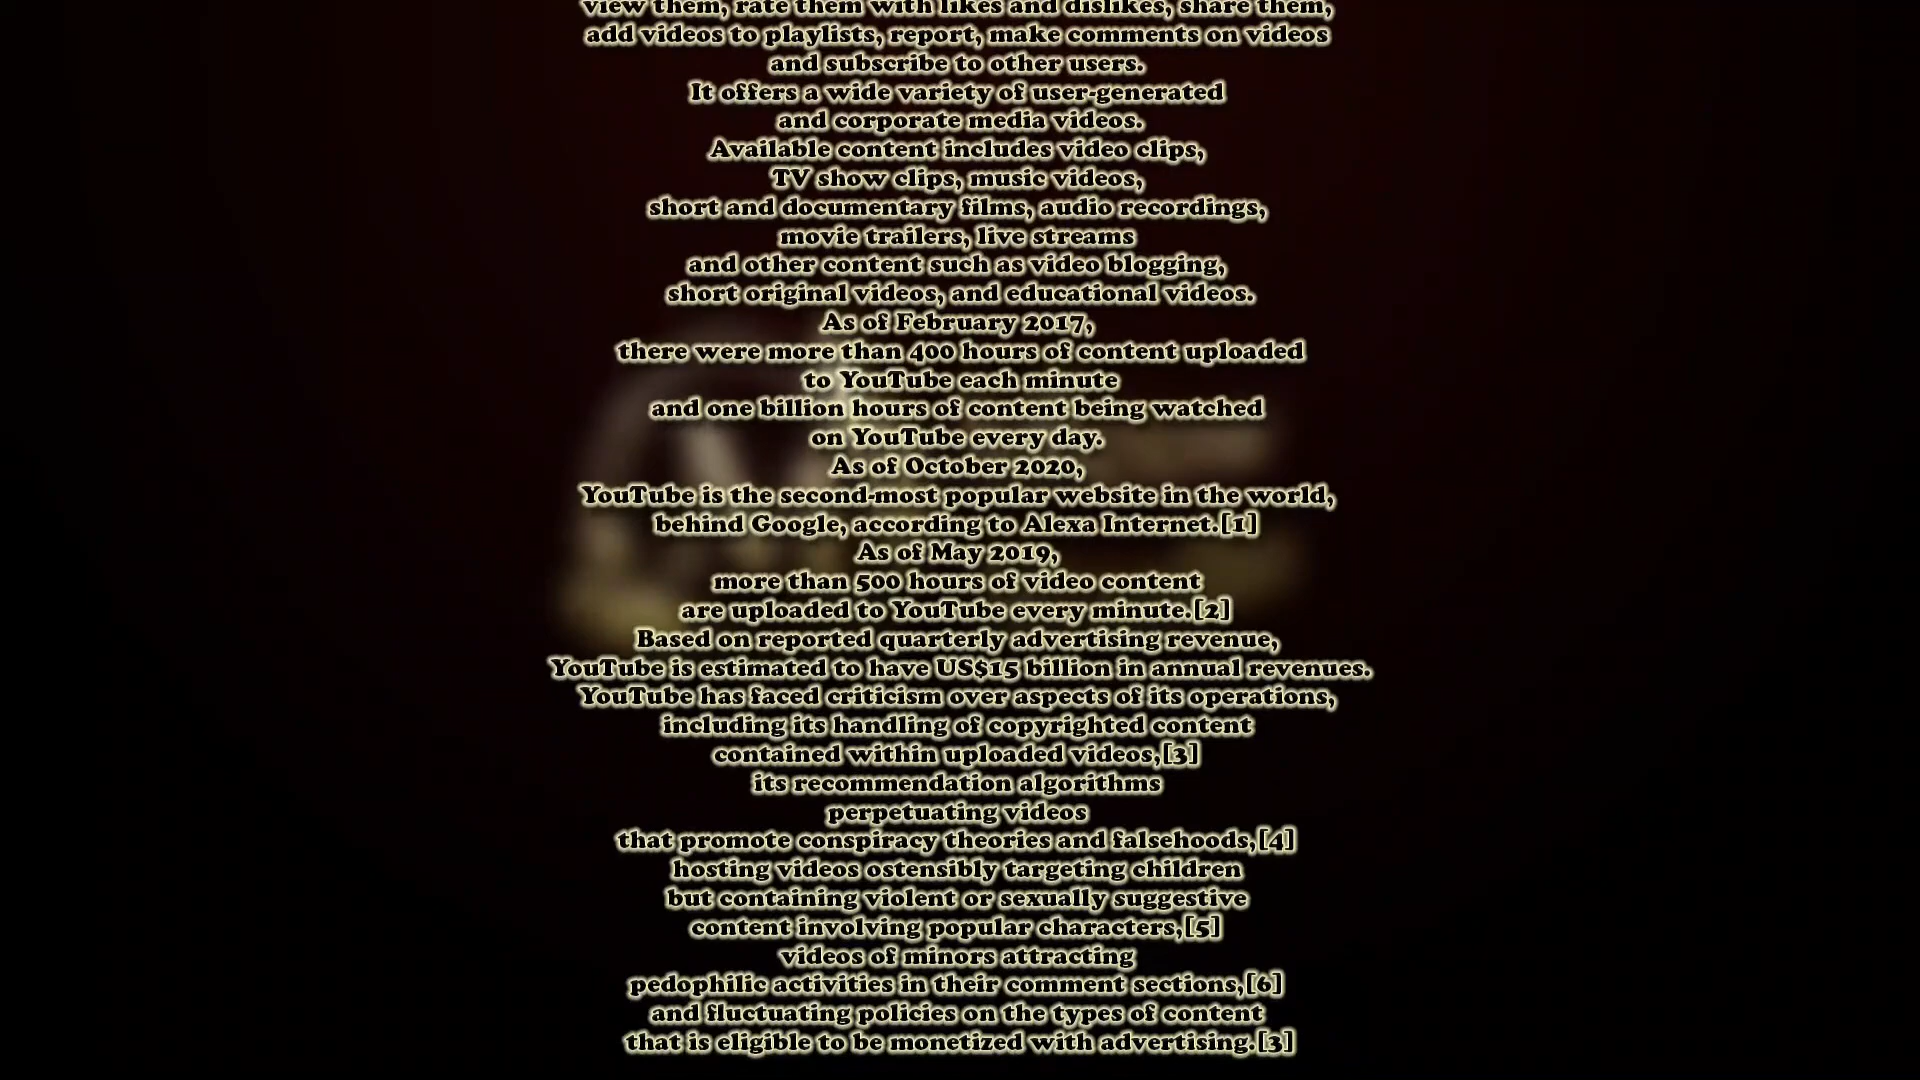 view them, rate them with likes and dislikes, share them,
add videos to playlists, report, make comments on videos
and subscribe to other users.
It offers a wide variety of user-generated
and corporate media videos.
Available content includes video clips,
TV show clips, music videos,
short and documentary films, audio recordings,
movie trailers, live streams
and other content such as video blogging,
short original videos, and educational videos.
As of February 2017,
there were more than 400 hours of content uploaded
to YouTube each minute
and one billion hours of content being watched
on YouTube every day.
As of October 2020,
YouTube is the second-most popular website in the world,
behind Google, according to Alexa Internet.[1]
As of May 2019,
more than 500 hours of video content
are uploaded to YouTube every minute.[2]
Based on reported quarterly advertising revenue,
YouTube is estimated to have US$15 billion in annual revenues.
YouTube has faced criticism over aspects of its operations,
including its handling of copyrighted content
contained within uploaded videos,[3]
its recommendation algorithms
perpetuating videos
that promote conspiracy theories and falsehoods,[4]
hosting videos ostensibly targeting children
but containing violent or sexually suggestive
content involving popular characters,[5]
videos of minors attracting
pedophilic activities in their comment sections,[6]
and fluctuating policies on the types of content
that is eligible to be monetized with advertising.[3]